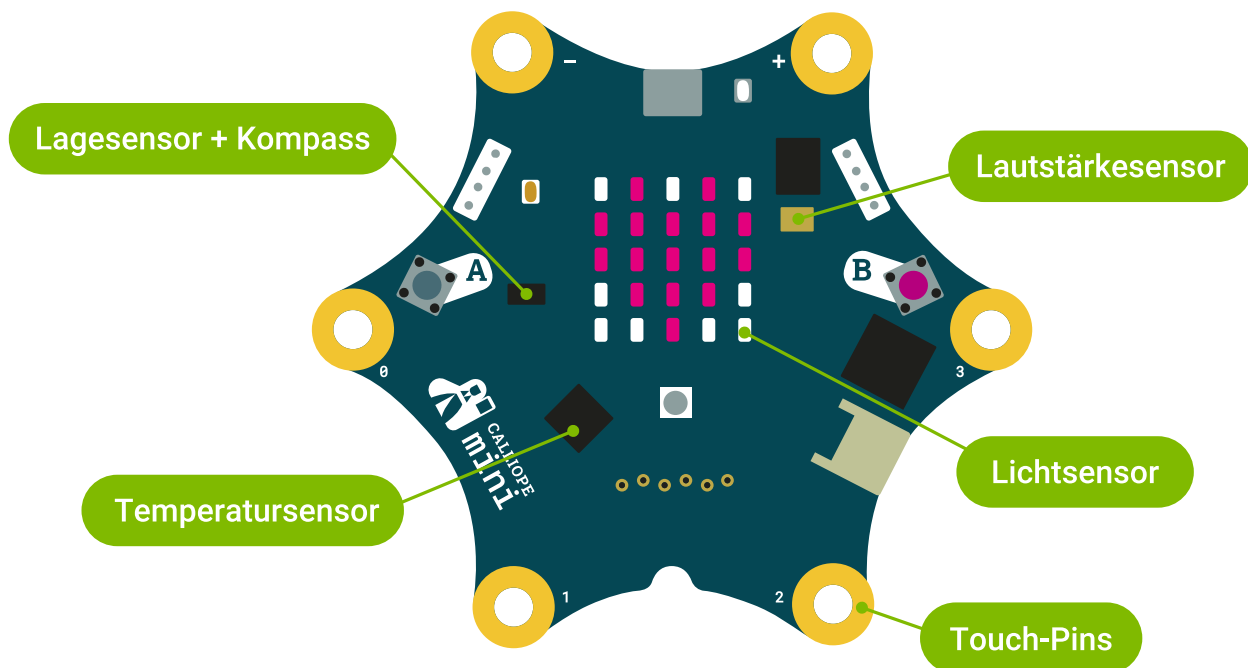 - +
Lagesensor + Kompass
Lautstärkesensor
A
B
0
3
CALLIOPE
mini
Lichtsensor
Temperatursensor
1
2
Touch-Pins